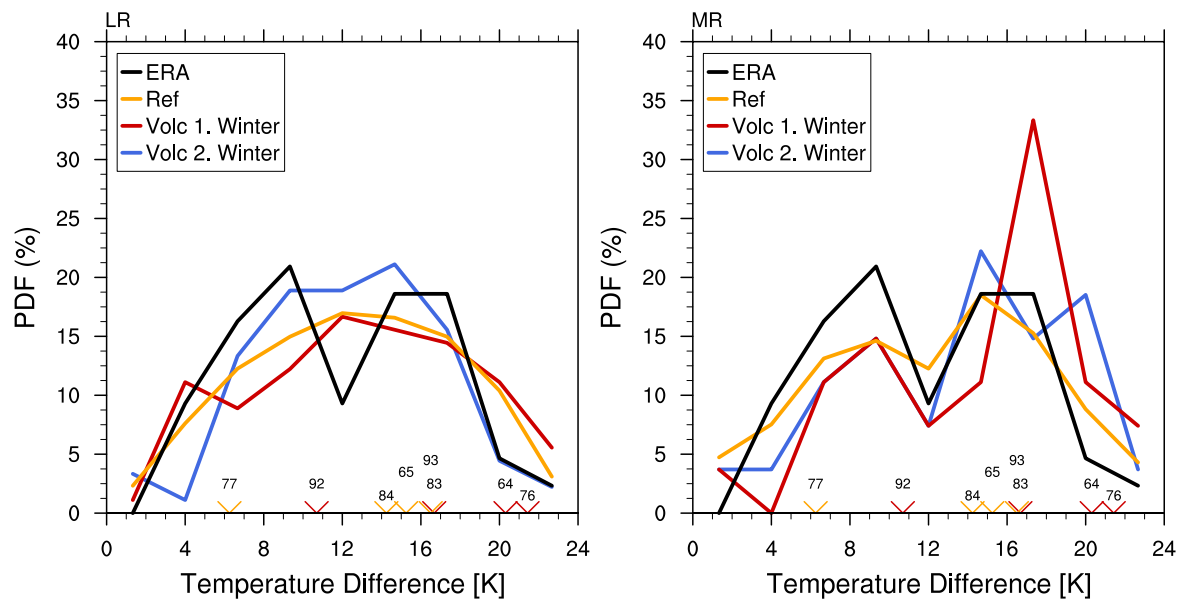 LR
40
35
30
25
20
15
10
5
0
PDF (%)
ERA
Ref
Volc 1. Winter
Volc 2. Winter
93
65
77 92 83 64
84 76
0 4 8 12 16 20 24
Temperature Difference [K]
MR
40
35
30
25
20
15
10
5
0
PDF (%)
ERA
Ref
Volc 1. Winter
Volc 2. Winter
93
65
77 92 83 64
84 76
0 4 8 12 16 20 24
Temperature Difference [K]